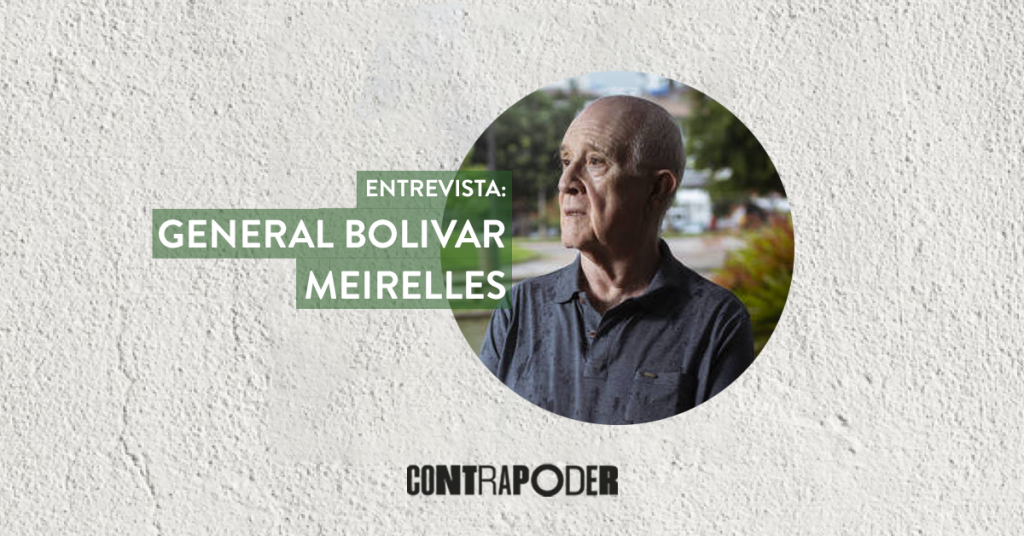 ENTREVISTA:
GENERAL BOLIVAR
MEIRELLES
CONTRAPODER